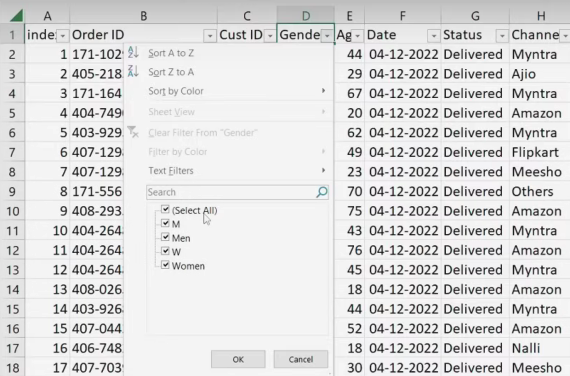 A B C D E F G H
1 inde Order ID Cust ID Gende Ag Date Status Channe
2 1 171-102 44 04-12-2022 Delivered Myntra
3 2 405-218 29 04-12-2022 Delivered Ajio
4 3 171-164 67 04-12-2022 Delivered Myntra
5 4 404-749 20 04-12-2022 Delivered Amazon
6 5 403-929 62 04-12-2022 Delivered Myntra
7 6 407-129 49 04-12-2022 Delivered Flipkart
8 7 407-129 23 04-12-2022 Delivered Meesho
9 8 171-556 70 04-12-2022 Delivered Others
10 9 408-293 75 04-12-2022 Delivered Amazon
11 10 404-264 43 04-12-2022 Delivered Myntra
12 11 404-264 76 04-12-2022 Delivered Amazon
13 12 404-264 45 04-12-2022 Delivered Myntra
14 13 408-026 18 04-12-2022 Delivered Amazon
15 14 403-926 44 04-12-2022 Delivered Myntra
16 15 407-044 52 04-12-2022 Delivered Amazon
17 16 406-748 18 04-12-2022 Delivered Nalli
18 17 407-703 30 04-12-2022 Delivered Meesho
Sort A to Z
Sort Z to A
Sort by Color
Sheet View
Clear Filter From "Gender"
Filter by Color
Text Filters
Search
(Select All)
M
Men
W
Women
OK Cancel